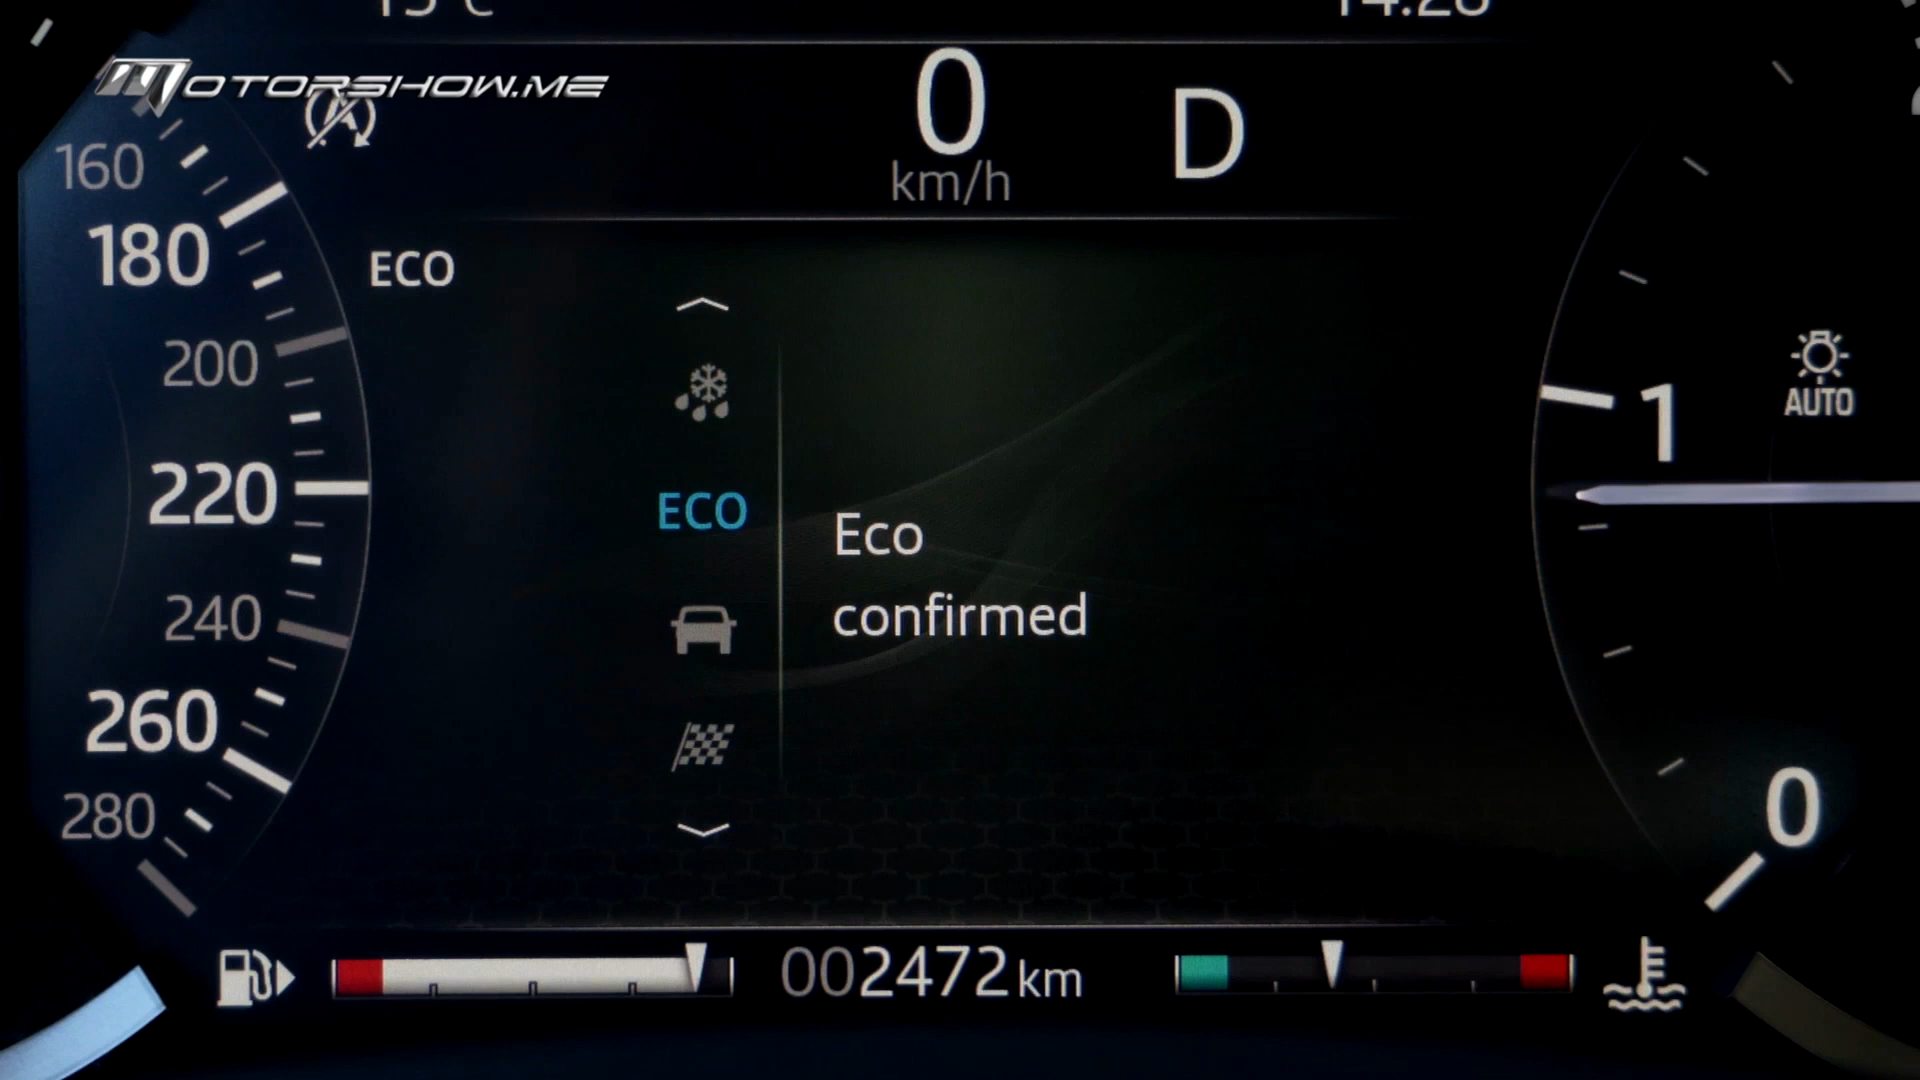 MOTORSHOW.ME
0
km/h
D
160
180
200
220
240
260
280
ECO
ECO
Eco
confirmed
1
AUTO
0
002472 km